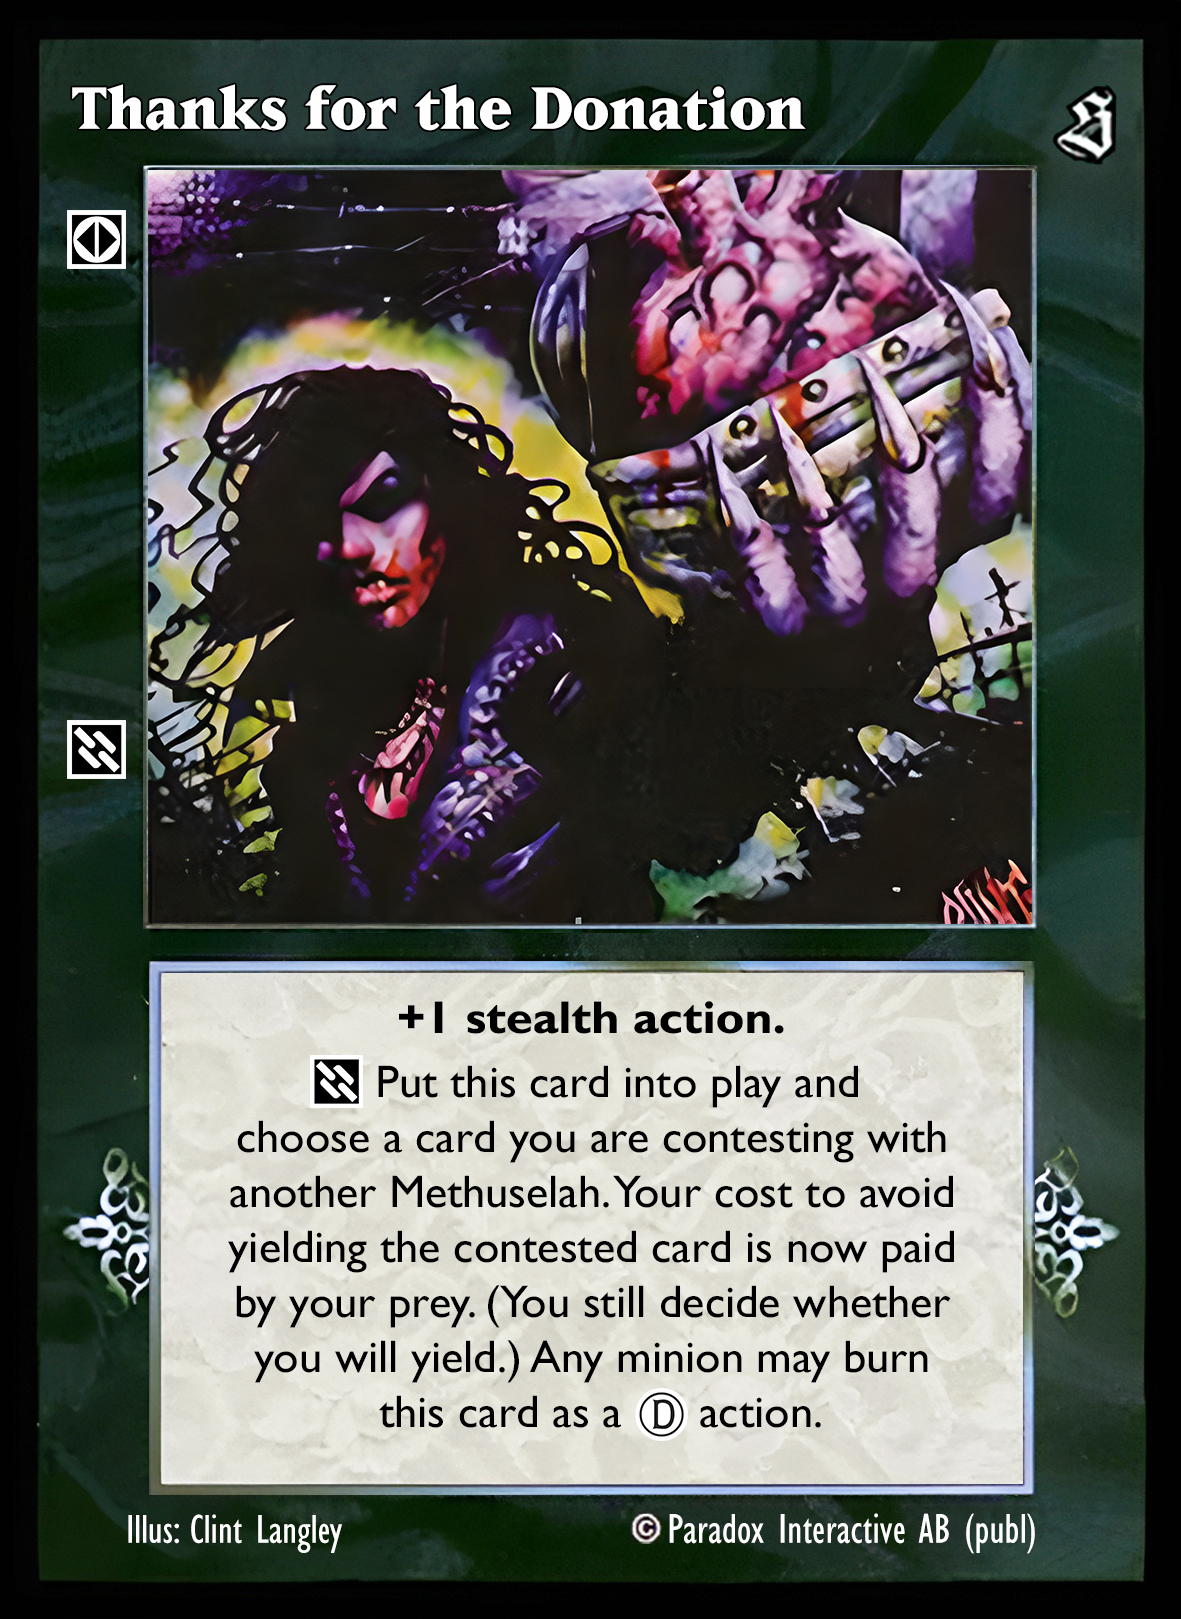 Thanks for the Donation
+1 stealth action.
Put this card into play and
choose a card you are contesting with
another Methuselah. Your cost to avoid
yielding the contested card is now paid
by your prey. (You still decide whether
you will yield.) Any minion may burn
this card as a Ⓓ action.
Illus: Clint Langley
© Paradox Interactive AB (publ)